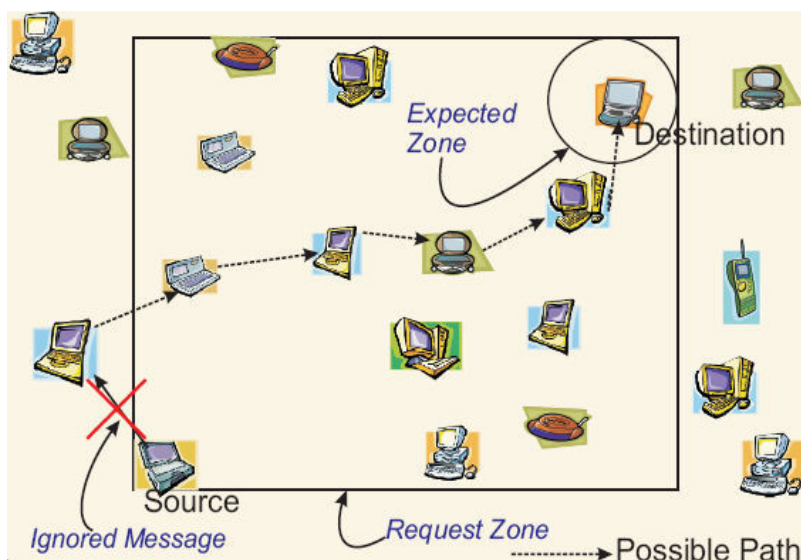 Expected
Zone
Destination
Source
Ignored Message
Request Zone
Possible Path